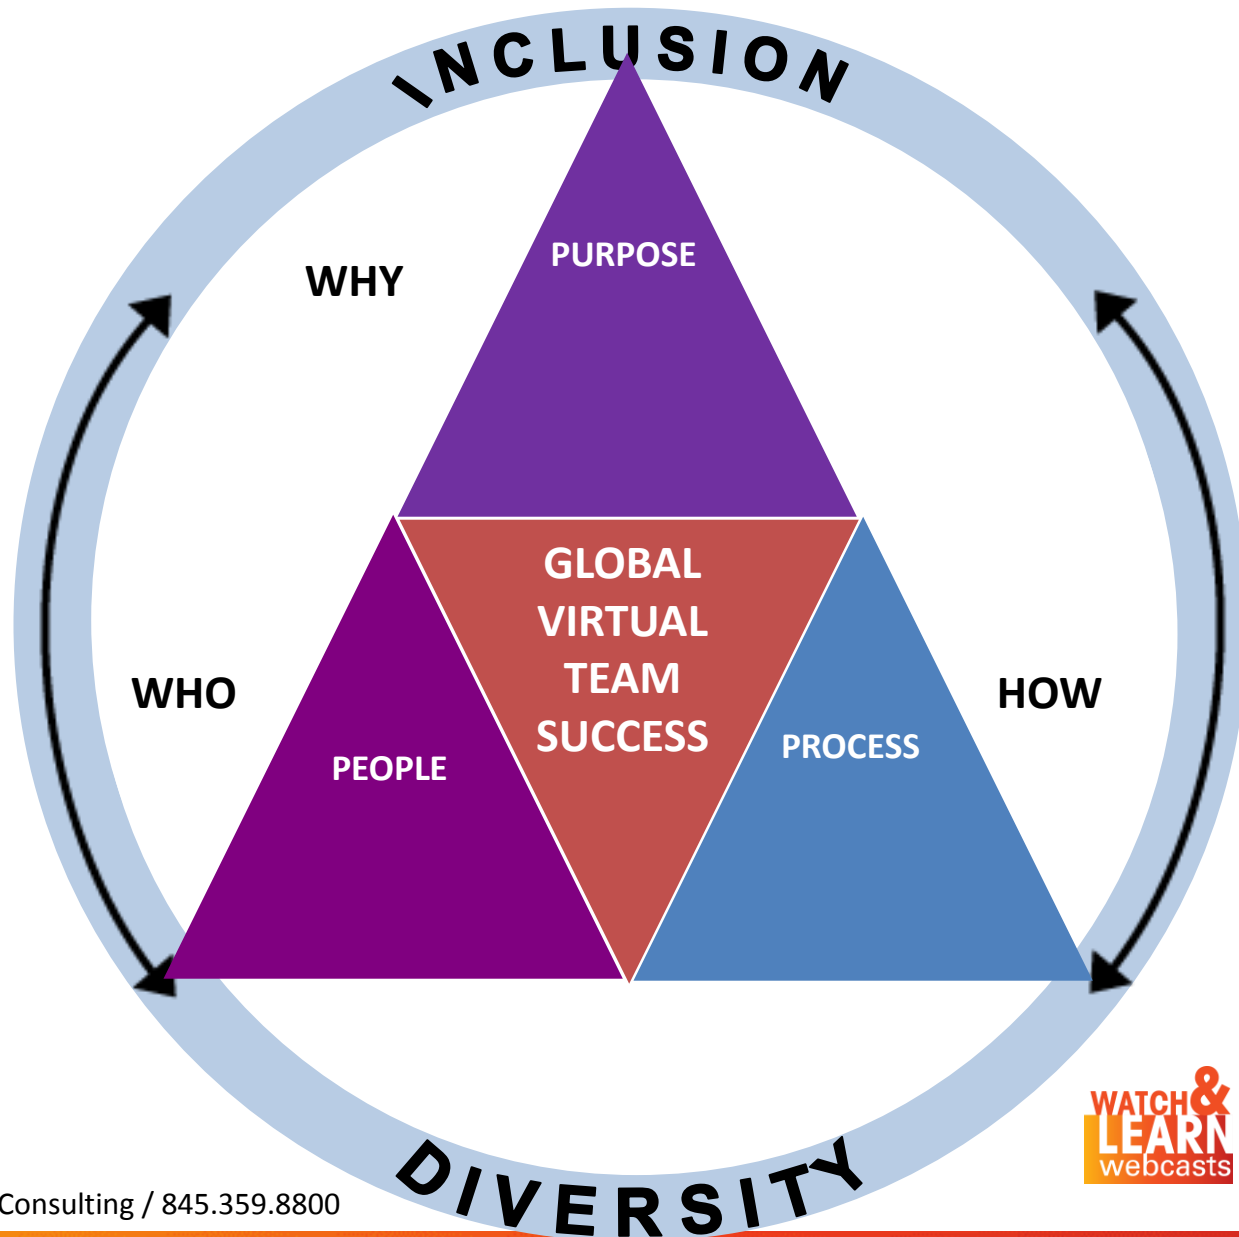 INCLUSION
PURPOSE
WHY
GLOBAL
VIRTUAL
TEAM
SUCCESS
WHO
HOW
PEOPLE
PROCESS
WATCH&
LEARN
webcasts
DIVERSITY
Consulting / 845.359.8800